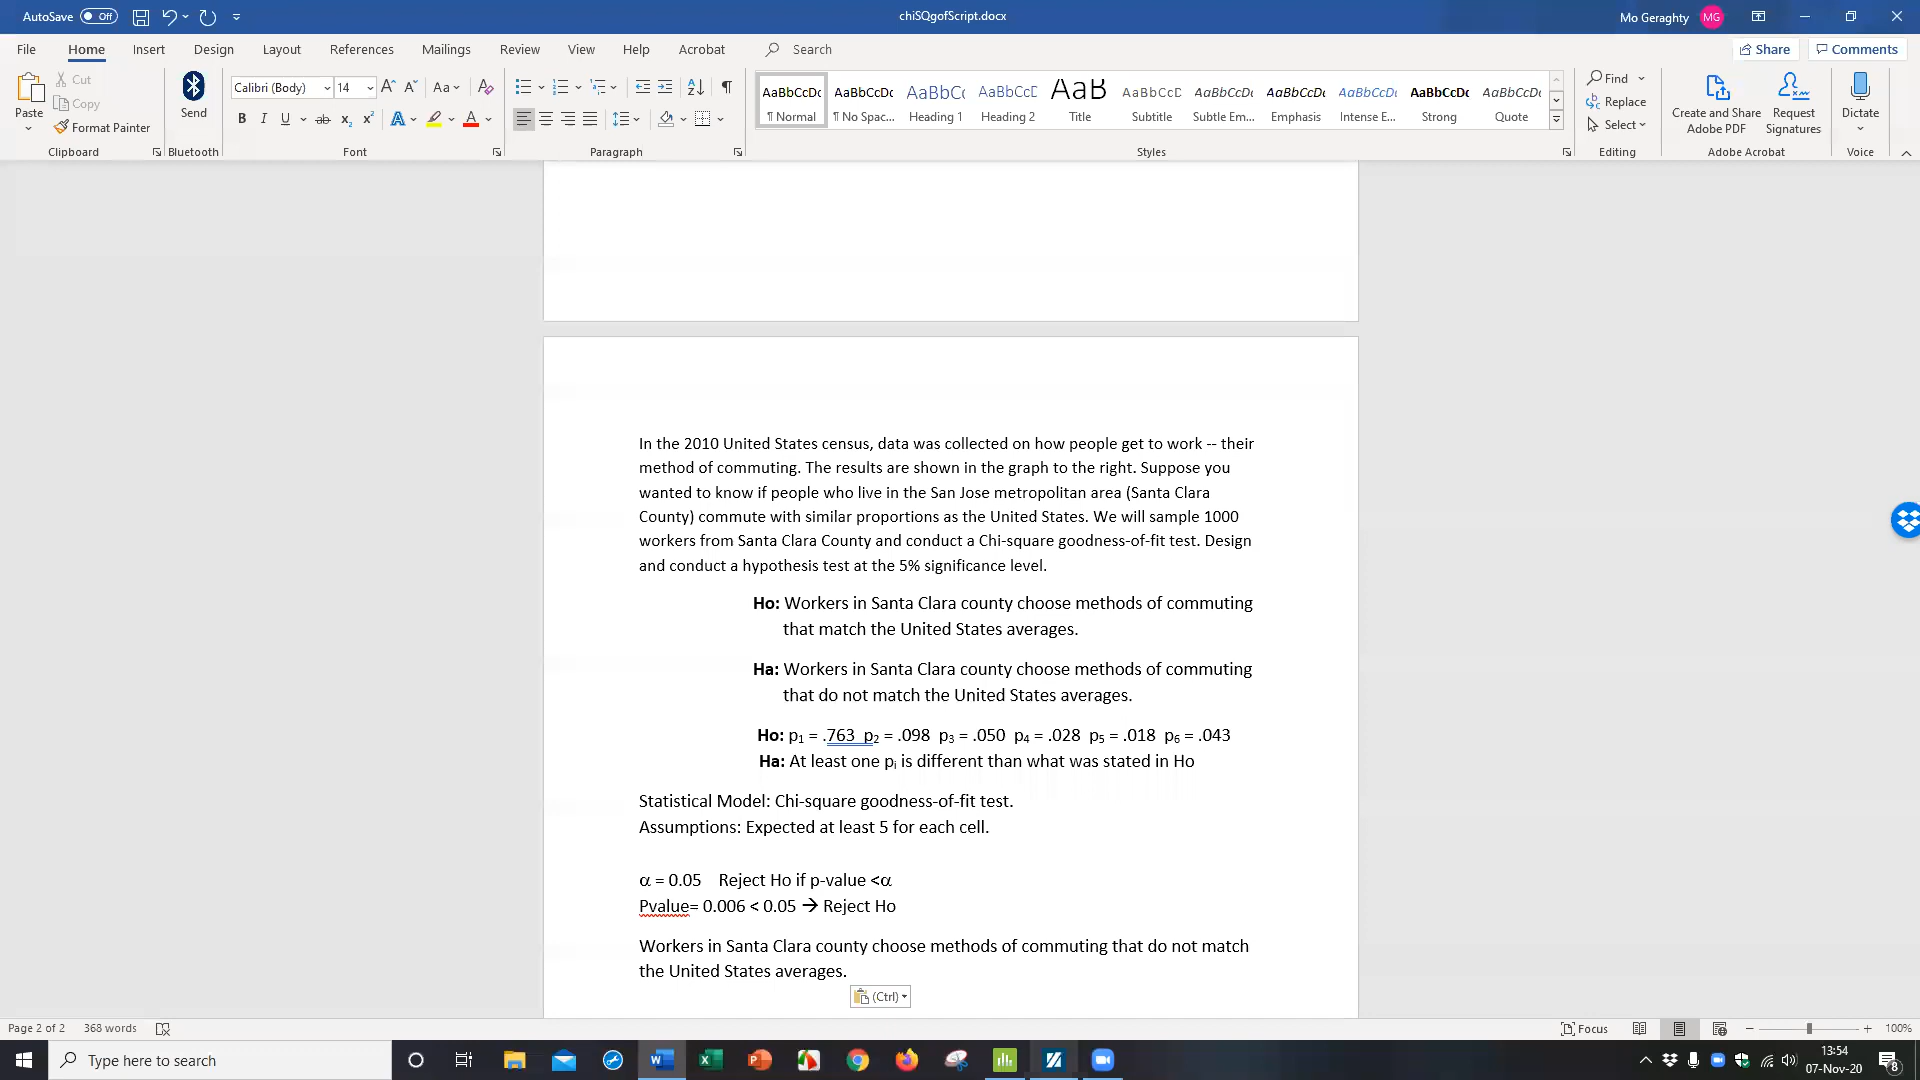 AutoSave Off
chiSQgofScript.docx
Mo Geraghty MG
File Home Insert Design Layout References Mailings Review View Help Acrobat Search
Share Comments
Paste
Cut
Copy
Format Painter
Clipboard
Send
Bluetooth
Calibri (Body) 14
Font
Paragraph
AaBbCcDc AaBbCcDc AaBbCc AaBbCcD AaB AaBbCcD AaBbCcDc AaBbCcDc AaBbCcDc AaBbCcDc AaBbCcDc
¶ Normal ¶ No Spac... Heading 1 Heading 2 Title Subtitle Subtle Em... Emphasis Intense E... Strong Quote
Styles
Find
Replace
Select
Editing
Create and Share
Adobe PDF
Request
Signatures
Adobe Acrobat
Dictate
Voice
In the 2010 United States census, data was collected on how people get to work -- their
method of commuting. The results are shown in the graph to the right. Suppose you
wanted to know if people who live in the San Jose metropolitan area (Santa Clara
County) commute with similar proportions as the United States. We will sample 1000
workers from Santa Clara County and conduct a Chi-square goodness-of-fit test. Design
and conduct a hypothesis test at the 5% significance level.
Ho: Workers in Santa Clara county choose methods of commuting
that match the United States averages.
Ha: Workers in Santa Clara county choose methods of commuting
that do not match the United States averages.
Ho: p1 = .763 p2 = .098 p3 = .050 p4 = .028 p5 = .018 p6 = .043
Ha: At least one pi is different than what was stated in Ho
Statistical Model: Chi-square goodness-of-fit test.
Assumptions: Expected at least 5 for each cell.
α = 0.05 Reject Ho if p-value <α
Pvalue= 0.006 < 0.05 → Reject Ho
Workers in Santa Clara county choose methods of commuting that do not match
the United States averages.
(Ctrl)
Page 2 of 2 368 words
Focus
100%
Type here to search
13:54
07-Nov-20
8